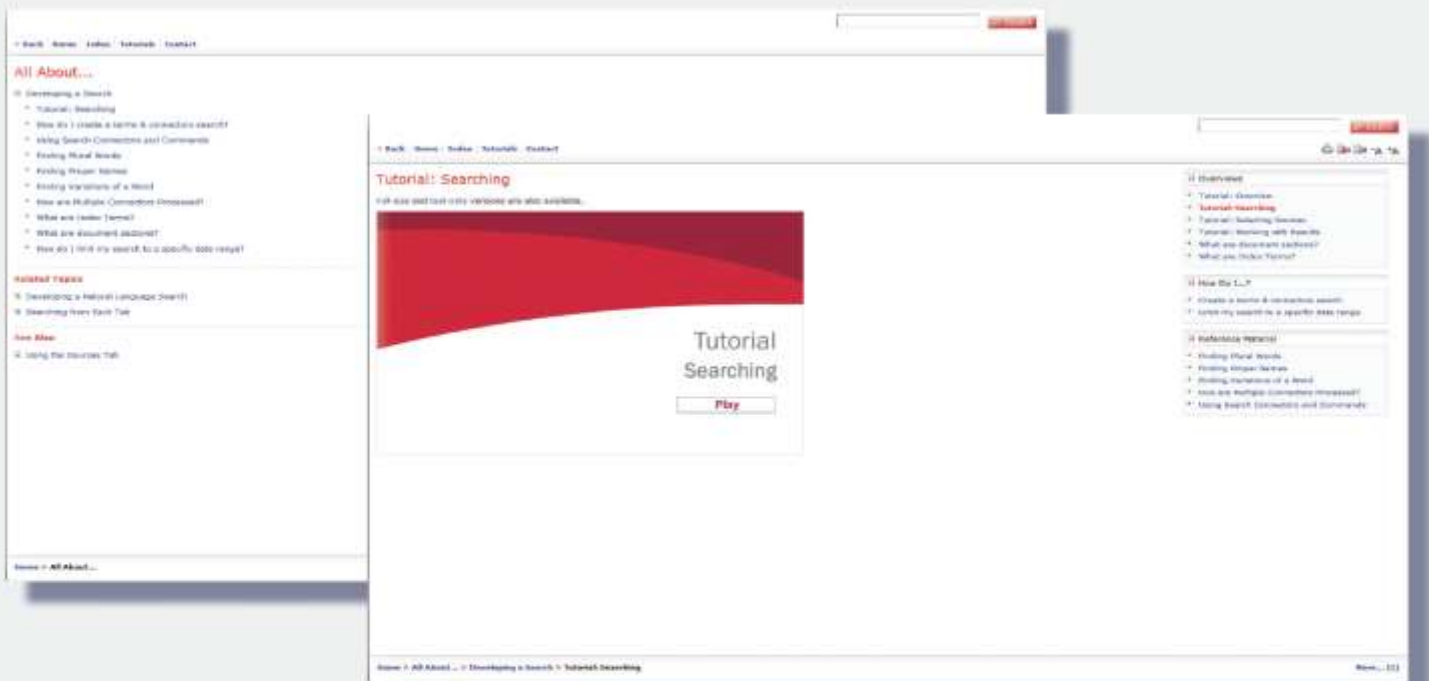 < Back Home Index Tutorials Contact
All About...
Developing a Search
Tutorial: Searching
How do I create a terms & connectors search?
Using Search Connectors and Commands
Finding Plural Words
Finding Proper Names
Finding Variations of a Word
How are Multiple Connectors Processed?
What are Index Terms?
What are document sections?
How do I limit my search to a specific date range?
Related Topics
Developing a Natural Language Search
Searching from Each Tab
See Also
Using the Sources Tab
Home > All About...
< Back Home Index Tutorials Contact
Tutorial: Searching
Full size and text-only versions are also available.
Tutorial
Searching
Play
Overviews
Tutorial: Overview
Tutorial: Searching
Tutorial: Selecting Sources
Tutorial: Working with Results
What are document sections?
What are Index Terms?
How Do I...?
Create a terms & connectors search
Limit my search to a specific date range
Reference Material
Finding Plural Words
Finding Proper Names
Finding Variations of a Word
How are Multiple Connectors Processed?
Using Search Connectors and Commands
Home > All About... > Developing a Search > Tutorial: Searching